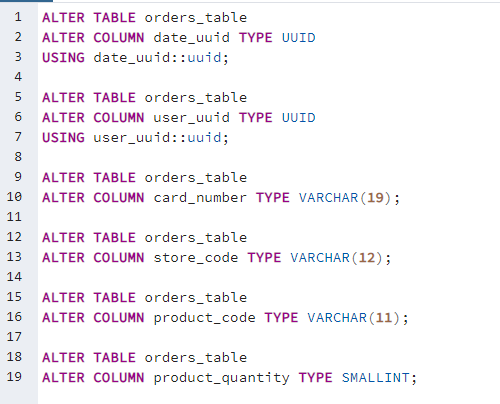 1 ALTER TABLE orders_table
2 ALTER COLUMN date_uuid TYPE UUID
3 USING date_uuid::uuid;
4
5 ALTER TABLE orders_table
6 ALTER COLUMN user_uuid TYPE UUID
7 USING user_uuid::uuid;
8
9 ALTER TABLE orders_table
10 ALTER COLUMN card_number TYPE VARCHAR(19);
11
12 ALTER TABLE orders_table
13 ALTER COLUMN store_code TYPE VARCHAR(12);
14
15 ALTER TABLE orders_table
16 ALTER COLUMN product_code TYPE VARCHAR(11);
17
18 ALTER TABLE orders_table
19 ALTER COLUMN product_quantity TYPE SMALLINT;